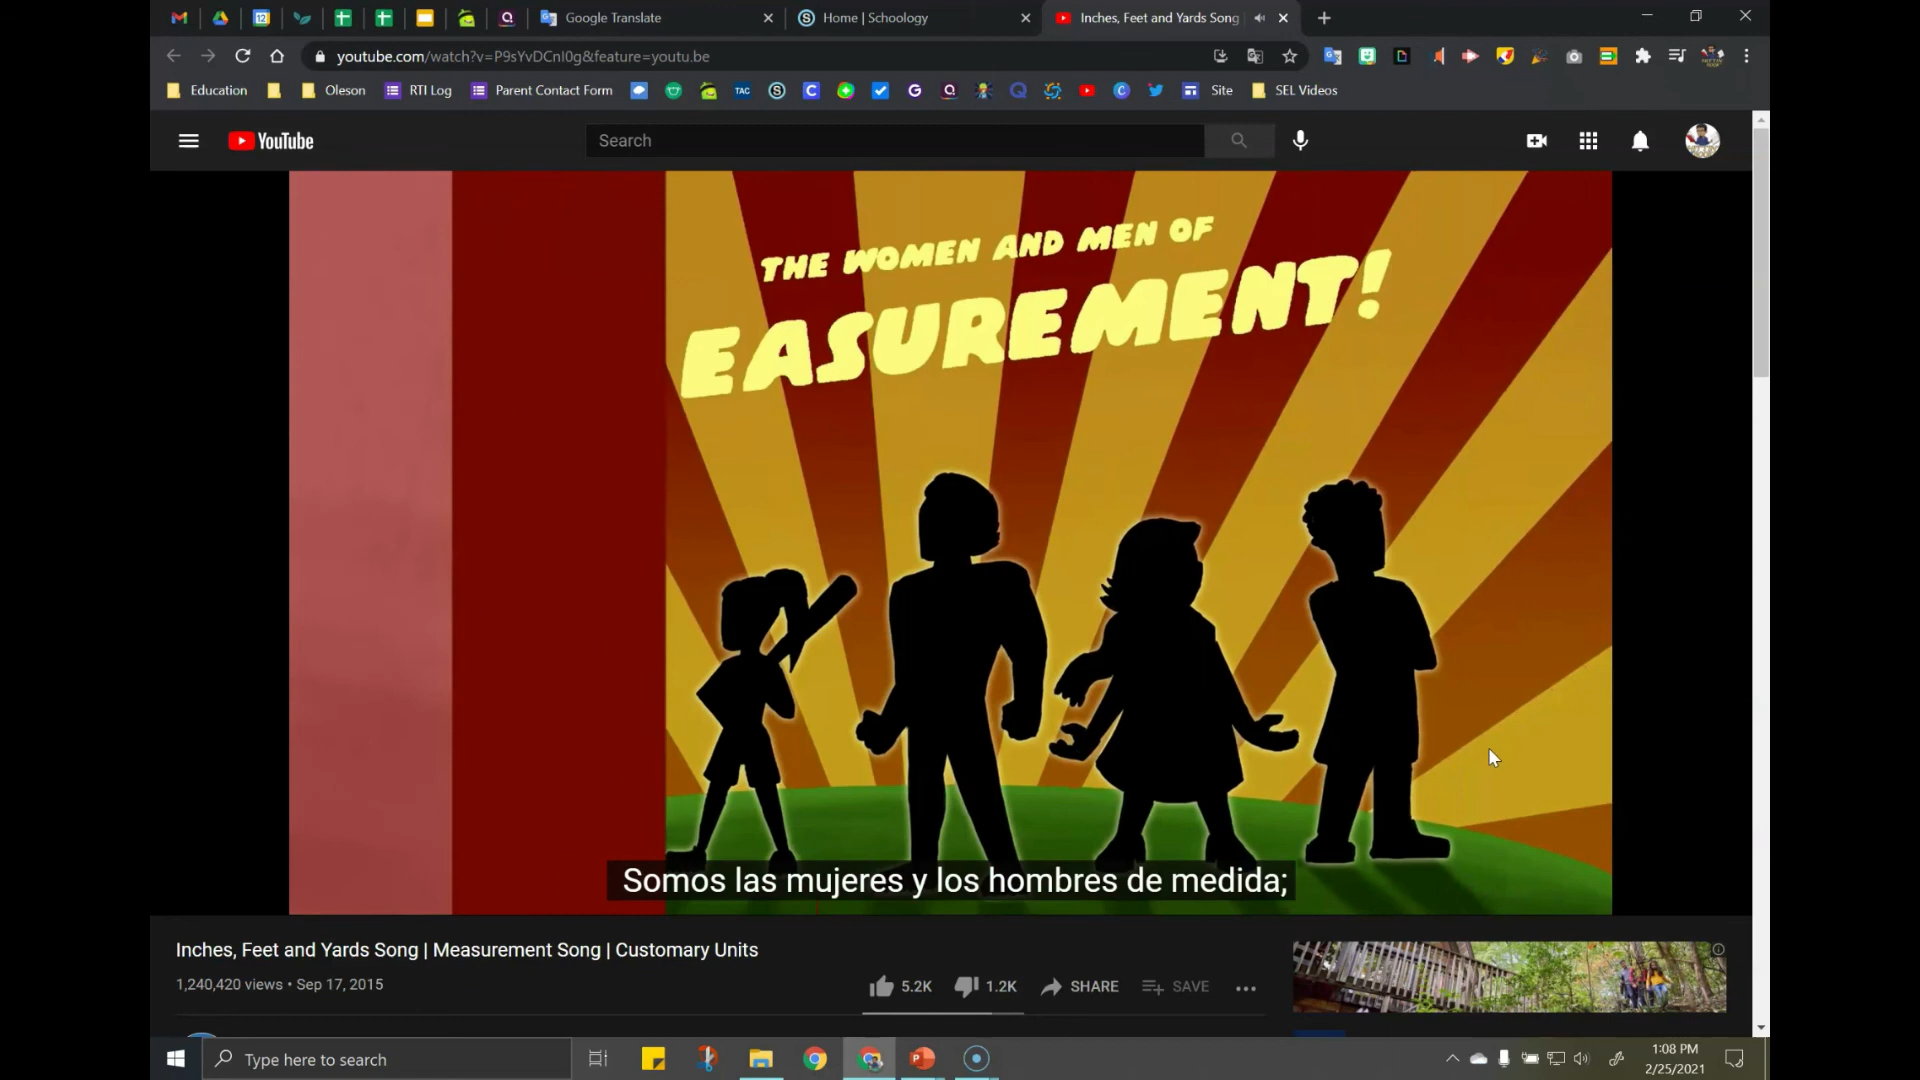 Google Translate
Home | Schoology
Inches, Feet and Yards Song
youtube.com/watch?v=P9sYvDCnI0g&feature=youtu.be
Education
Oleson
RTI Log
Parent Contact Form
TAC
Site
SEL Videos
YouTube
Search
THE WOMEN AND MEN OF
EASUREMENT!
Somos las mujeres y los hombres de medida;
Inches, Feet and Yards Song | Measurement Song | Customary Units
1,240,420 views • Sep 17, 2015
5.2K
1.2K
SHARE
SAVE
Type here to search
1:08 PM
2/25/2021